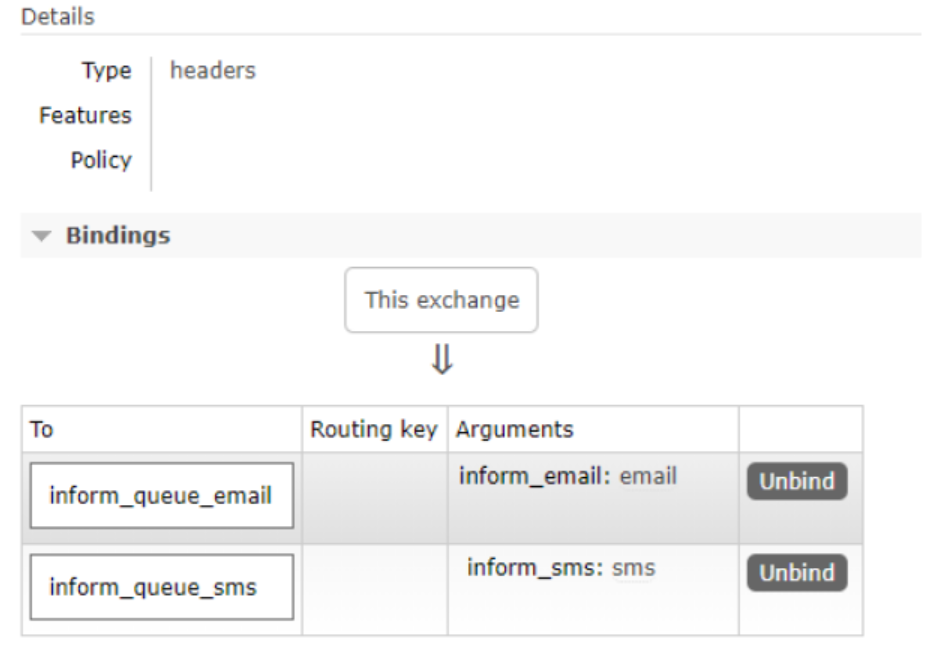 Details
Type headers
Features
Policy
Bindings
This exchange
To Routing key Arguments
inform_queue_email inform_email: email Unbind
inform_queue_sms inform_sms: sms Unbind